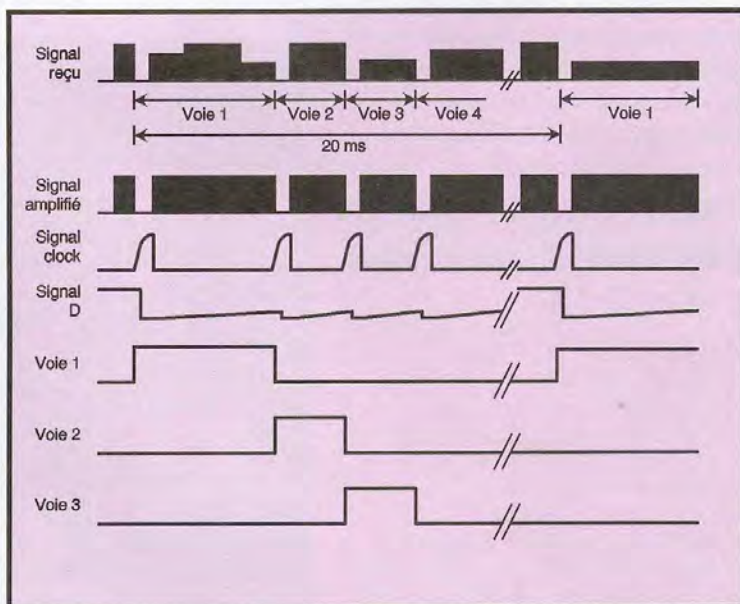 Signal
reçu
Voie 1
Voie 2
Voie 3
Voie 4
Voie 1
20 ms
Signal
amplifié
Signal
clock
Signal
D
Voie 1
Voie 2
Voie 3